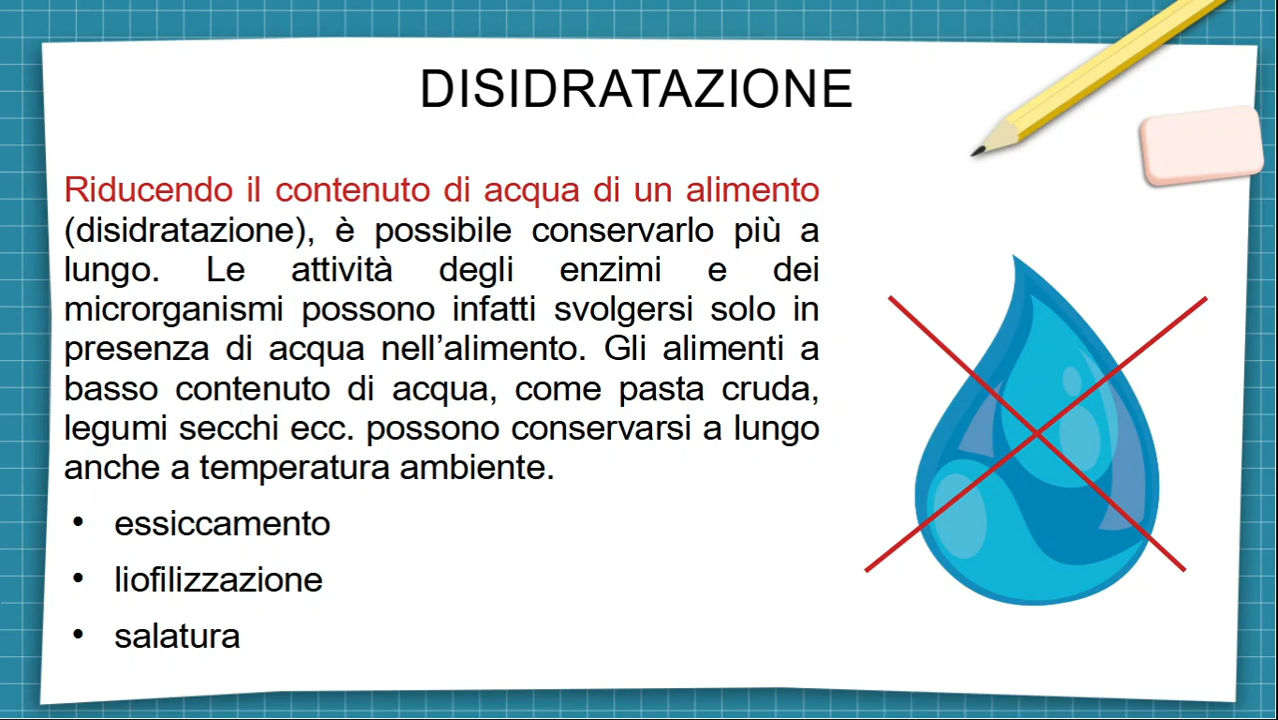 DISIDRATAZIONE
Riducendo il contenuto di acqua di un alimento
(disidratazione), è possibile conservarlo più a
lungo. Le attività degli enzimi e dei
microrganismi possono infatti svolgersi solo in
presenza di acqua nell’alimento. Gli alimenti a
basso contenuto di acqua, come pasta cruda,
legumi secchi ecc. possono conservarsi a lungo
anche a temperatura ambiente.
• essiccamento
• liofilizzazione
• salatura